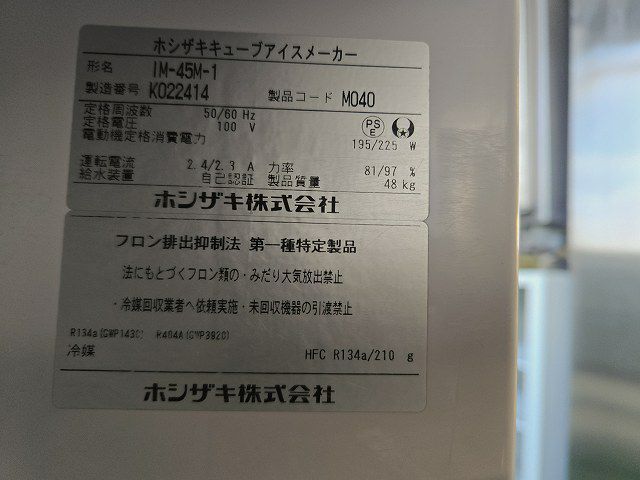 ホシザキキューブアイスメーカー
形名 IM-45M-1
製造番号 K022414 製品コード M040
定格周波数 50/60 Hz
定格電圧 100 V
PS E
電動機定格消費電力 195/225 W
運転電流 2.4/2.3 A 力率 81/97 %
給水装置 自己認証 製品質量 48 kg
ホシザキ株式会社
フロン排出抑制法 第一種特定製品
法にもとづくフロン類の・みだり大気放出禁止
・冷媒回収業者へ依頼実施・未回収機器の引渡禁止
R134a(GWP1430) R404A(GWP3920)
冷媒 HFC R134a/210 g
ホシザキ株式会社